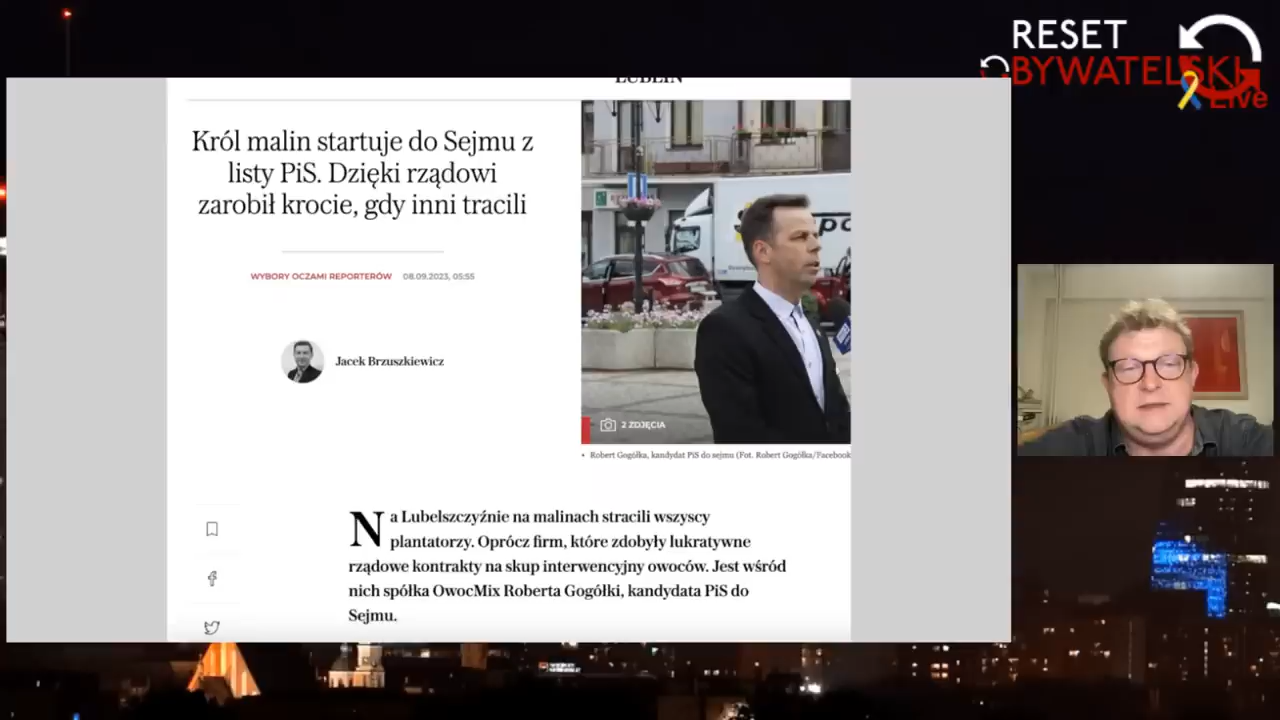 RESET
OBYWATELSKI
Live
LUBLIN
Król malin startuje do Sejmu z
listy PiS. Dzięki rządowi
zarobił krocie, gdy inni tracili
WYBORY OCZAMI REPORTERÓW 08.09.2023, 05:55
Jacek Brzuszkiewicz
2 ZDJĘCIA
• Robert Gogółka, kandydat PiS do sejmu (Fot. Robert Gogółka/Facebook
Na Lubelszczyźnie na malinach stracili wszyscy
plantatorzy. Oprócz firm, które zdobyły lukratywne
rządowe kontrakty na skup interwencyjny owoców. Jest wśród
nich spółka OwocMix Roberta Gogółki, kandydata PiS do
Sejmu.